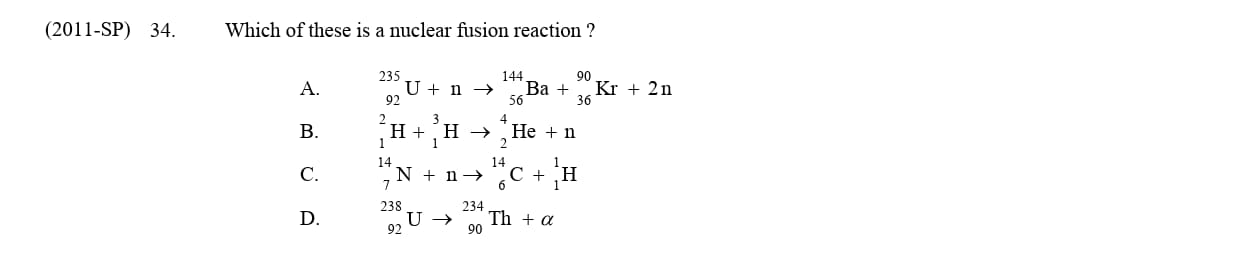 (2011-SP) 34. Which of these is a nuclear fusion reaction ?
A. ²³⁵₉₂U + n → ¹⁴⁴₅₆Ba + ⁹⁰₃₆Kr + 2n
B. ²₁H + ³₁H → ⁴₂He + n
C. ¹⁴₇N + n → ¹⁴₆C + ¹₁H
D. ²³⁸₉₂U → ²³⁴₉₀Th + α